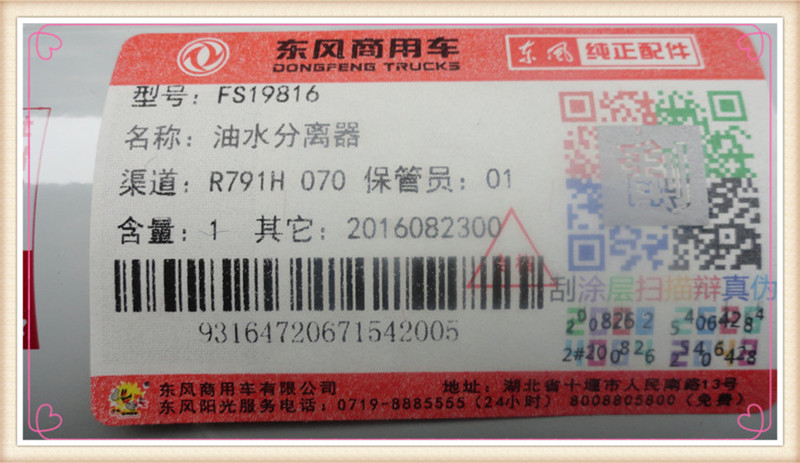 东风商用车 东风 纯正配件
DONGFENG TRUCKS
型号：FS19816
名称：油水分离器
渠道：R791H 070 保管员：01
含量：1 其它：2016082300
刮涂层扫描辩真伪
93164720671542005
东风商用车有限公司 地址：湖北省十堰市人民南路13号
东风阳光服务电话：0719-8885555（24小时）8008805800（免费）